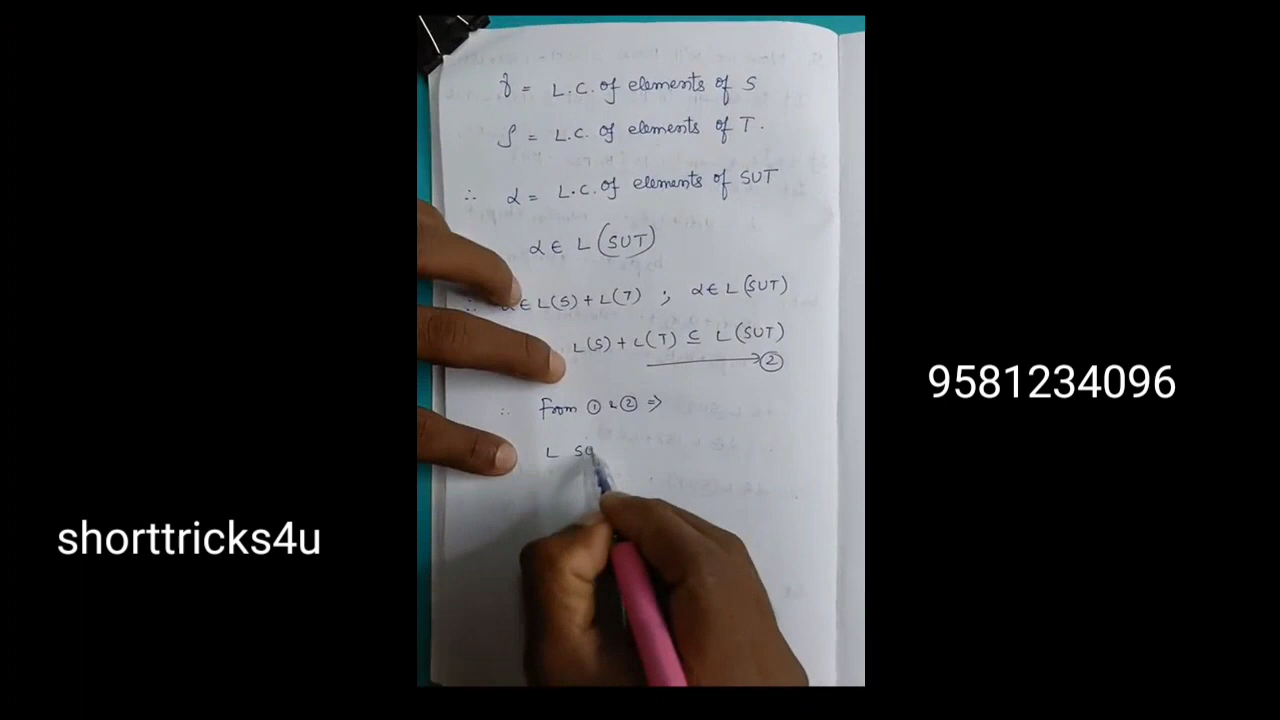 γ = L.C. of elements of S
ρ = L.C. of elements of T.
∴ α = L.C. of elements of SUT
α ∈ L (SUT)
∴ α ∈ L(S) + L(T) ; α ∈ L (SUT)
L(S) + L(T) ⊆ L (SUT)
→ ②
∴ from ① & ② ⇒
L SU
9581234096
shorttricks4u